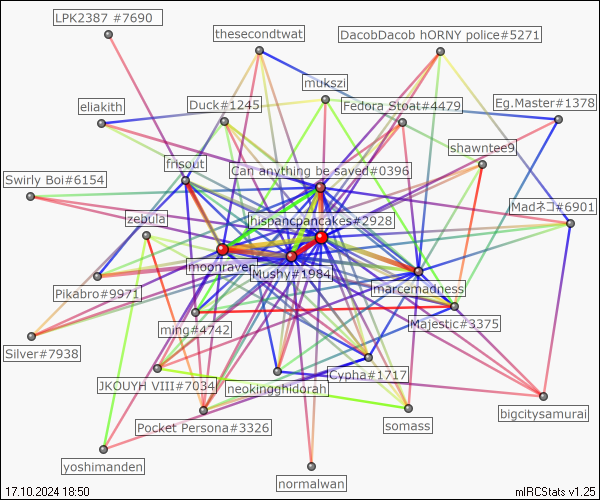 LPK2387 #7690
thesecondtwat
DacobDacob hORNY police#5271
mukszi
eliakith
Duck#1245
Fedora Stoat#4479
Eg.Master#1378
shawntee9
frisout
Can anything be saved#0396
Swirly Boi#6154
Madネコ#6901
zebula
hispancpancakes#2928
moonraven
Mushy#1984
marcemadness
Pikabro#9971
ming#4742
Majestic#3375
Silver#7938
JKOUYH VIII#7034
neokingghidorah
Cypha#1717
bigcitysamurai
Pocket Persona#3326
somass
yoshimanden
normalwan
17.10.2024 18:50
mIRCStats v1.25